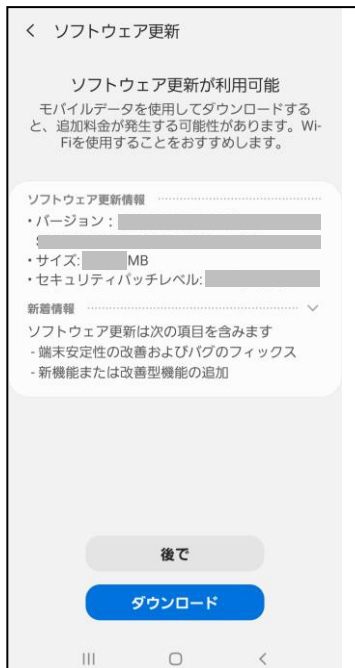 ソフトウェア更新
ソフトウェア更新が利用可能
モバイルデータを使用してダウンロードする
と、追加料金が発生する可能性があります。Wi-
Fiを使用することをおすすめします。
ソフトウェア更新情報
・バージョン：
・サイズ: MB
・セキュリティパッチレベル:
新着情報
ソフトウェア更新は次の項目を含みます
- 端末安定性の改善およびバグのフィックス
- 新機能または改善型機能の追加
後で
ダウンロード